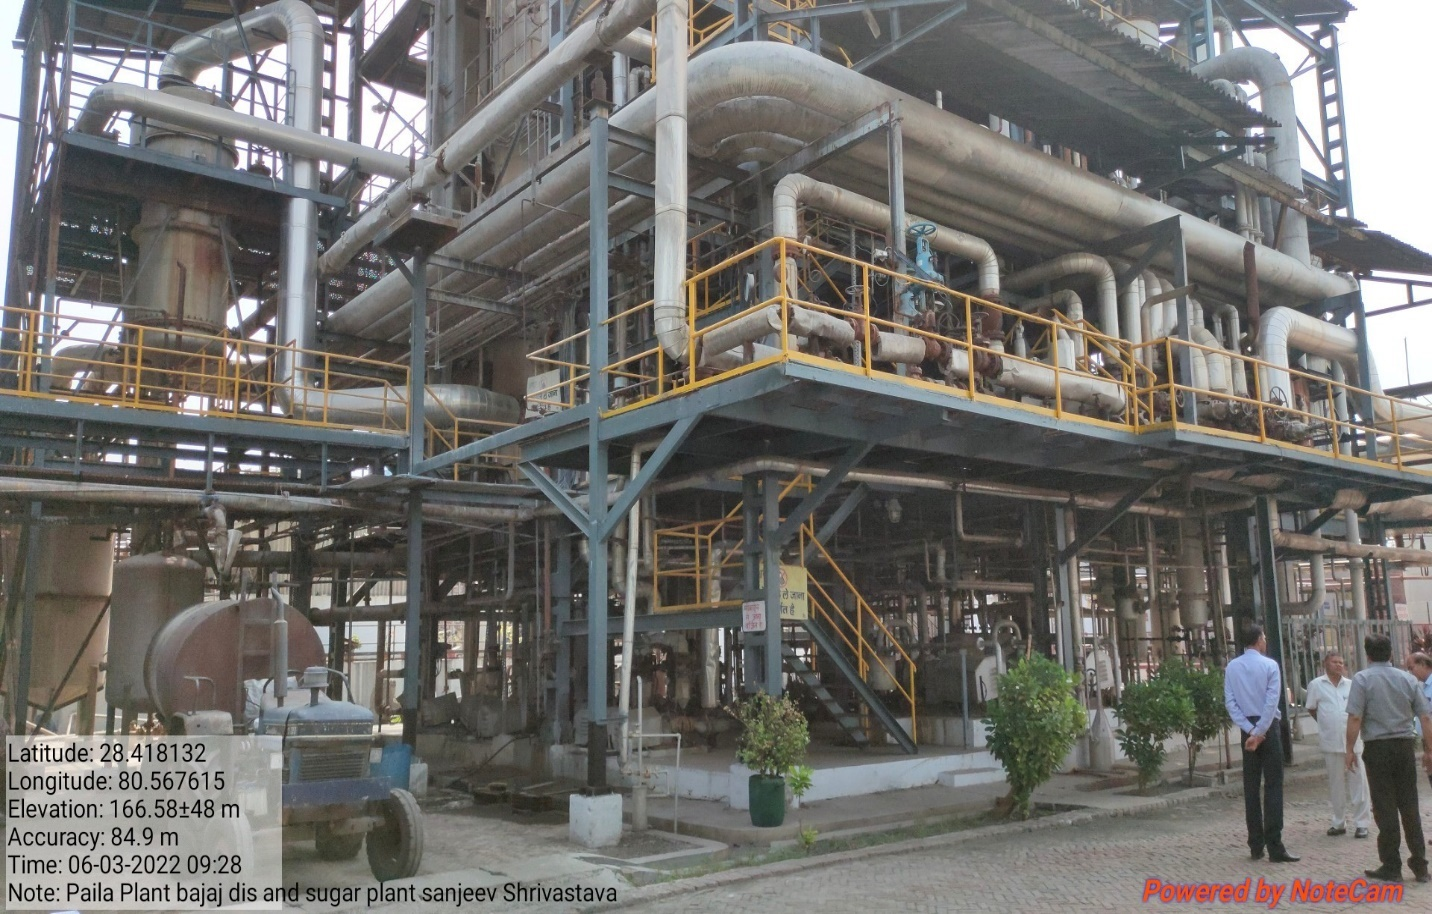 ले जाना
र्जित है
Latitude: 28.418132
Longitude: 80.567615
Elevation: 166.58±48 m
Accuracy: 84.9 m
Time: 06-03-2022 09:28
Note: Paila Plant bajaj dis and sugar plant sanjeev Shrivastava
Powered by NoteCam